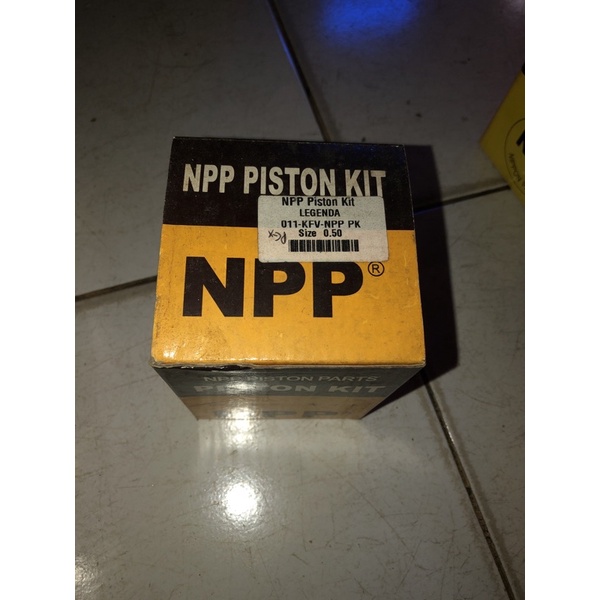 NPP PISTON KIT
NPP Piston Kit
LEGENDA
011-KFV-NPP PK
Size 0.50
NPP®
NPP PISTON PARTS
PISTON KIT
NPP